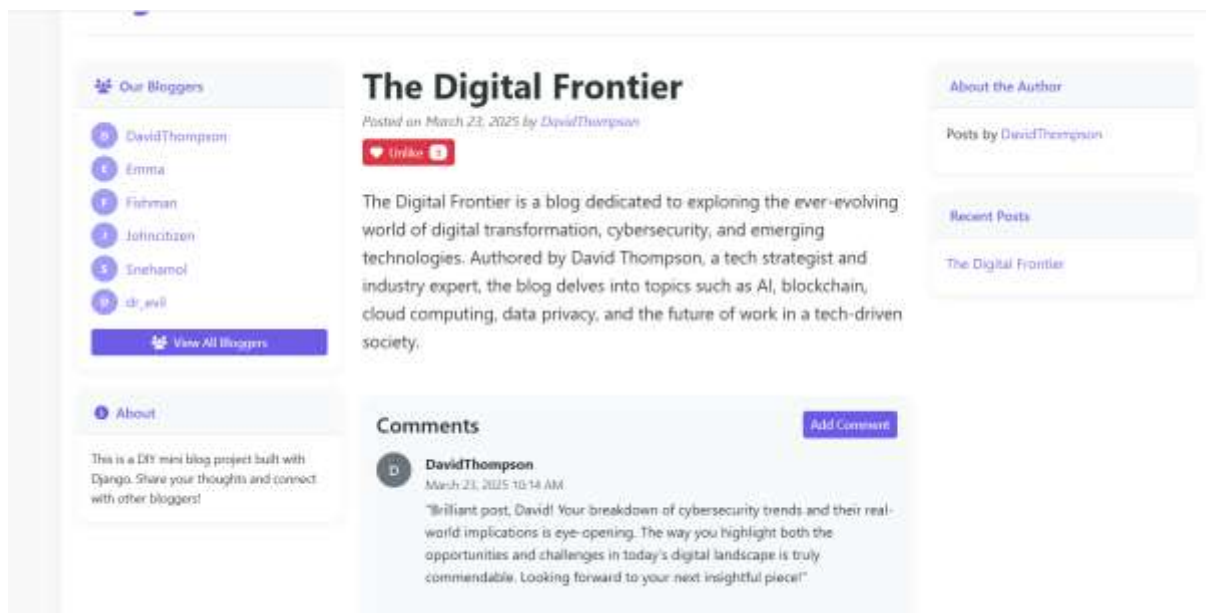 Our Bloggers
DavidThompson
Emma
Fishman
Johncitizen
Snehamol
dr_evil
View All Bloggers
About
This is a DIY mini blog project built with
Django. Share your thoughts and connect
with other bloggers!
The Digital Frontier
Posted on March 23, 2025 by DavidThompson
Unlike
The Digital Frontier is a blog dedicated to exploring the ever-evolving
world of digital transformation, cybersecurity, and emerging
technologies. Authored by David Thompson, a tech strategist and
industry expert, the blog delves into topics such as AI, blockchain,
cloud computing, data privacy, and the future of work in a tech-driven
society.
Comments
Add Comment
D
DavidThompson
March 23, 2025 10:14 AM
"Brilliant post, David! Your breakdown of cybersecurity trends and their real-
world implications is eye-opening. The way you highlight both the
opportunities and challenges in today's digital landscape is truly
commendable. Looking forward to your next insightful piece!"
About the Author
Posts by DavidThompson
Recent Posts
The Digital Frontier